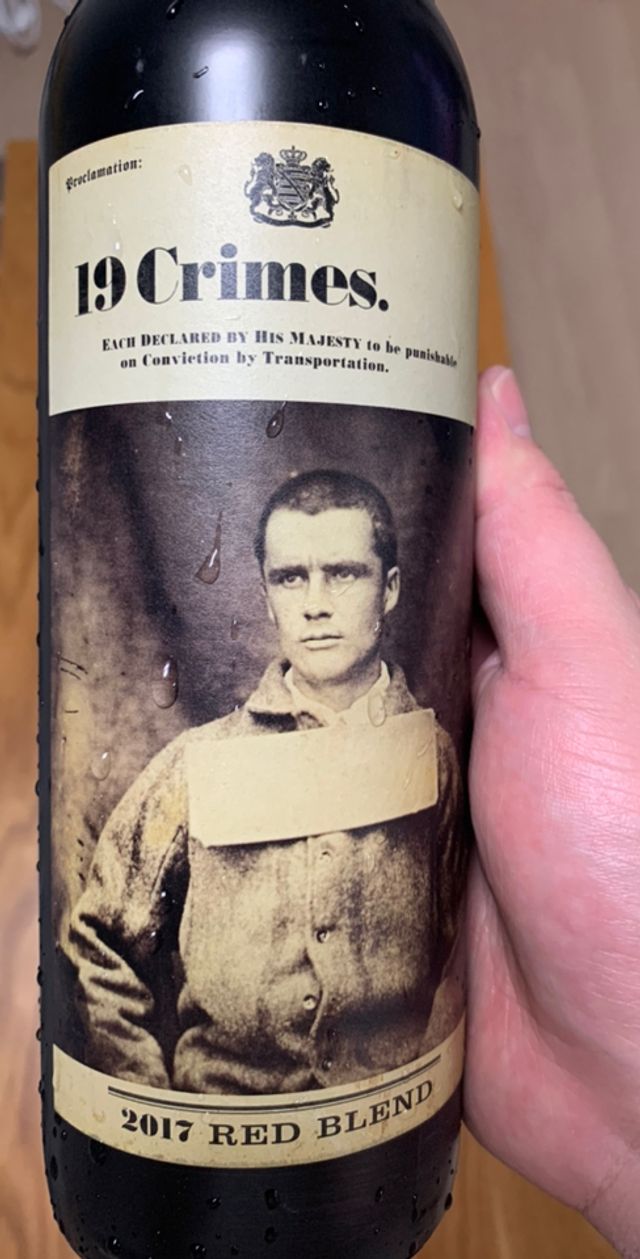 Proclamation:
19 Crimes.
EACH DECLARED BY HIS MAJESTY to be punishable
on Conviction by Transportation.
2017 RED BLEND